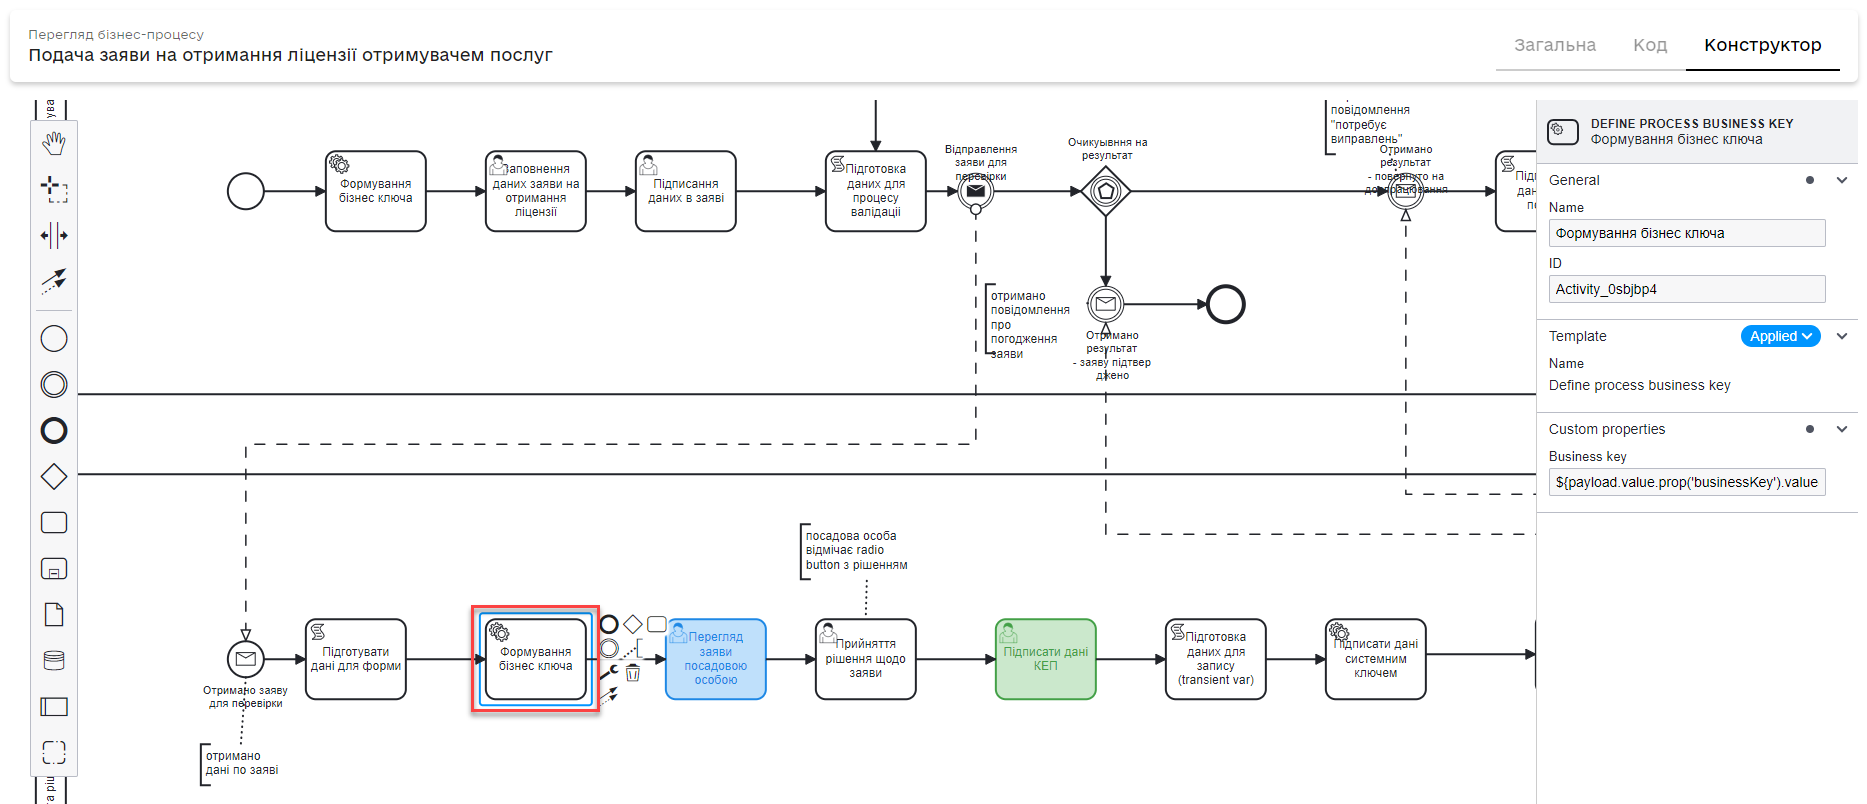 Перегляд бізнес-процесу
Подача заяви на отримання ліцензії отримувачем послуг
Загальна
Код
Конструктор
ува
Формування
бізнес ключа
Заповнення
даних заяви на
отримання
ліцензії
Підписання
даних в заяві
Підготовка
даних для
процесу
валідації
Відправлення
заяви для
перевірки
Очикуывння на
результат
повідомлення
"потребує
виправлень"
Отримано
результат
- повернуто на
доопрацювання
отримано
повідомлення
про
погодження
заяви
Отримано
результат
- заяву підтвер
джено
DEFINE PROCESS BUSINESS KEY
Формування бізнес ключа
General
Name
Формування бізнес ключа
ID
Activity_0sbjbp4
Template
Applied
Name
Define process business key
Custom properties
Business key
${payload.value.prop('businessKey').value
посадова особа
відмічає radio
button з рішенням
Отримано заяву
для перевірки
Підготувати
дані для форми
Формування
бізнес ключа
Перегляд
заяви
посадовою
особою
Прийняття
рішення щодо
заяви
Підписати дані
КЕП
Підготовка
даних для
запису
(transient var)
Підписати дані
системним
ключем
отримано
дані по заяві